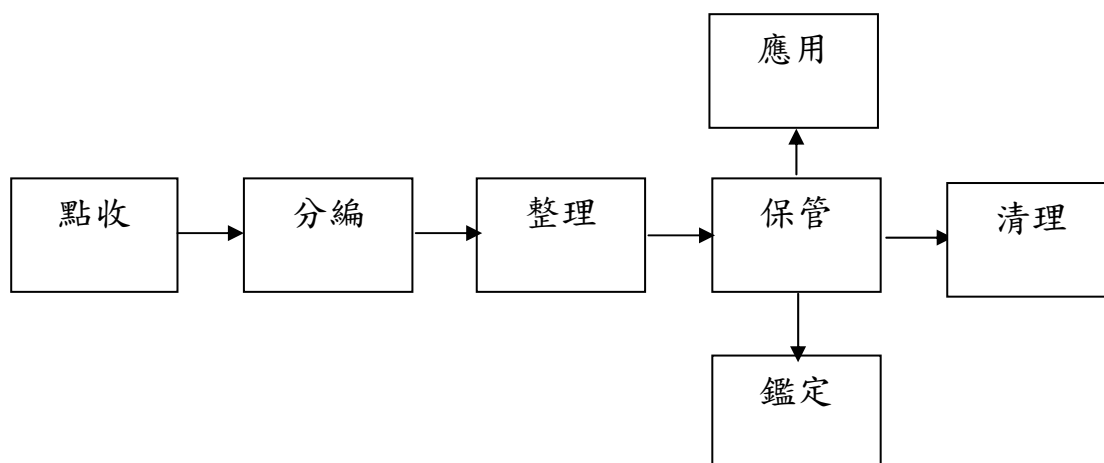 應用
點收
分編
整理
保管
清理
鑑定